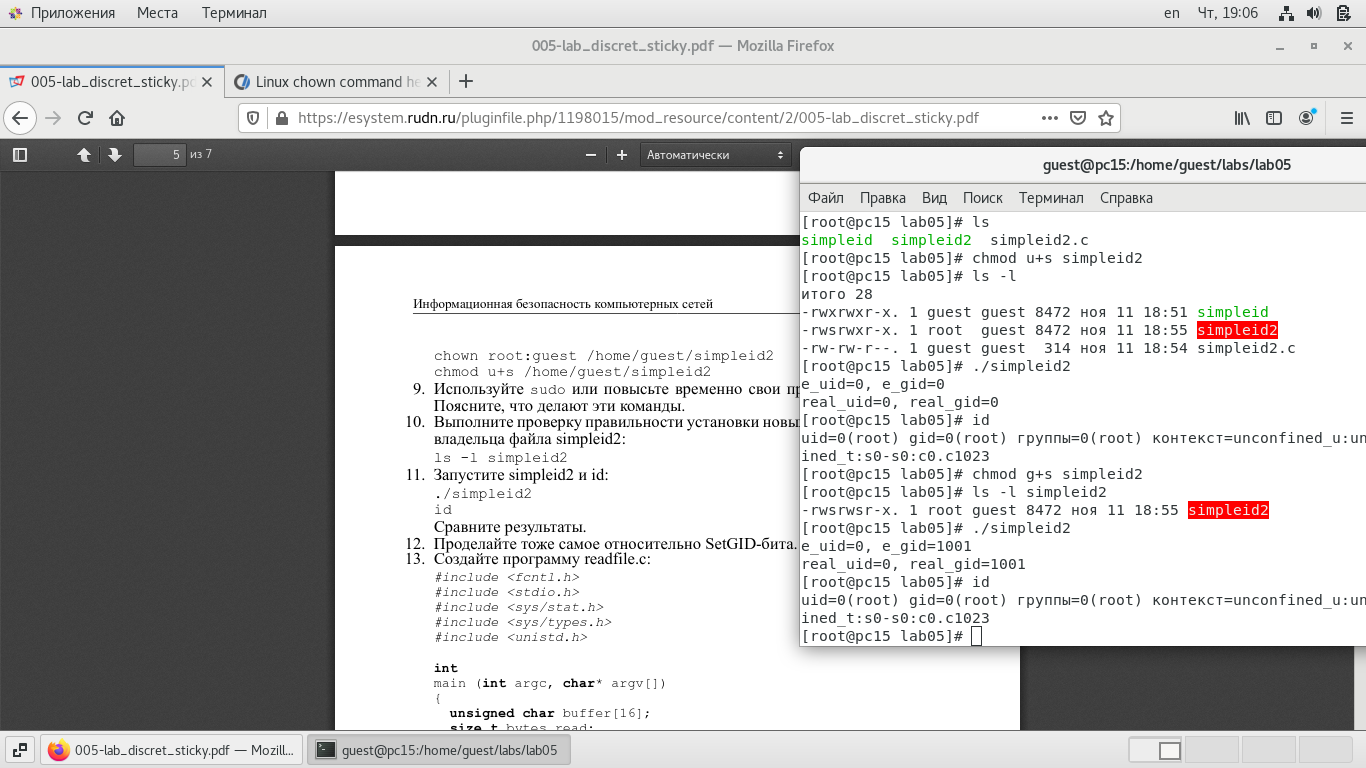 Приложения Места Терминал en Чт, 19:06
005-lab_discret_sticky.pdf — Mozilla Firefox
005-lab_discret_sticky.pd Linux chown command he
https://esystem.rudn.ru/pluginfile.php/1198015/mod_resource/content/2/005-lab_discret_sticky.pdf
5 из 7 Автоматически
Информационная безопасность компьютерных сетей
chown root:guest /home/guest/simpleid2
chmod u+s /home/guest/simpleid2
9. Используйте sudo или повысьте временно свои пр
Поясните, что делают эти команды.
10. Выполните проверку правильности установки новы
владельца файла simpleid2:
ls -l simpleid2
11. Запустите simpleid2 и id:
./simpleid2
id
Сравните результаты.
12. Проделайте тоже самое относительно SetGID-бита.
13. Создайте программу readfile.c:
#include <fcntl.h>
#include <stdio.h>
#include <sys/stat.h>
#include <sys/types.h>
#include <unistd.h>
int
main (int argc, char* argv[])
{
unsigned char buffer[16];
size_t bytes_read;
guest@pc15:/home/guest/labs/lab05
Файл Правка Вид Поиск Терминал Справка
[root@pc15 lab05]# ls
simpleid simpleid2 simpleid2.c
[root@pc15 lab05]# chmod u+s simpleid2
[root@pc15 lab05]# ls -l
итого 28
-rwxrwxr-x. 1 guest guest 8472 ноя 11 18:51 simpleid
-rwsrwxr-x. 1 root guest 8472 ноя 11 18:55 simpleid2
-rw-rw-r--. 1 guest guest 314 ноя 11 18:54 simpleid2.c
[root@pc15 lab05]# ./simpleid2
e_uid=0, e_gid=0
real_uid=0, real_gid=0
[root@pc15 lab05]# id
uid=0(root) gid=0(root) группы=0(root) контекст=unconfined_u:un
ined_t:s0-s0:c0.c1023
[root@pc15 lab05]# chmod g+s simpleid2
[root@pc15 lab05]# ls -l simpleid2
-rwsrwsr-x. 1 root guest 8472 ноя 11 18:55 simpleid2
[root@pc15 lab05]# ./simpleid2
e_uid=0, e_gid=1001
real_uid=0, real_gid=1001
[root@pc15 lab05]# id
uid=0(root) gid=0(root) группы=0(root) контекст=unconfined_u:un
ined_t:s0-s0:c0.c1023
[root@pc15 lab05]#
005-lab_discret_sticky.pdf — Mozill... guest@pc15:/home/guest/labs/lab05